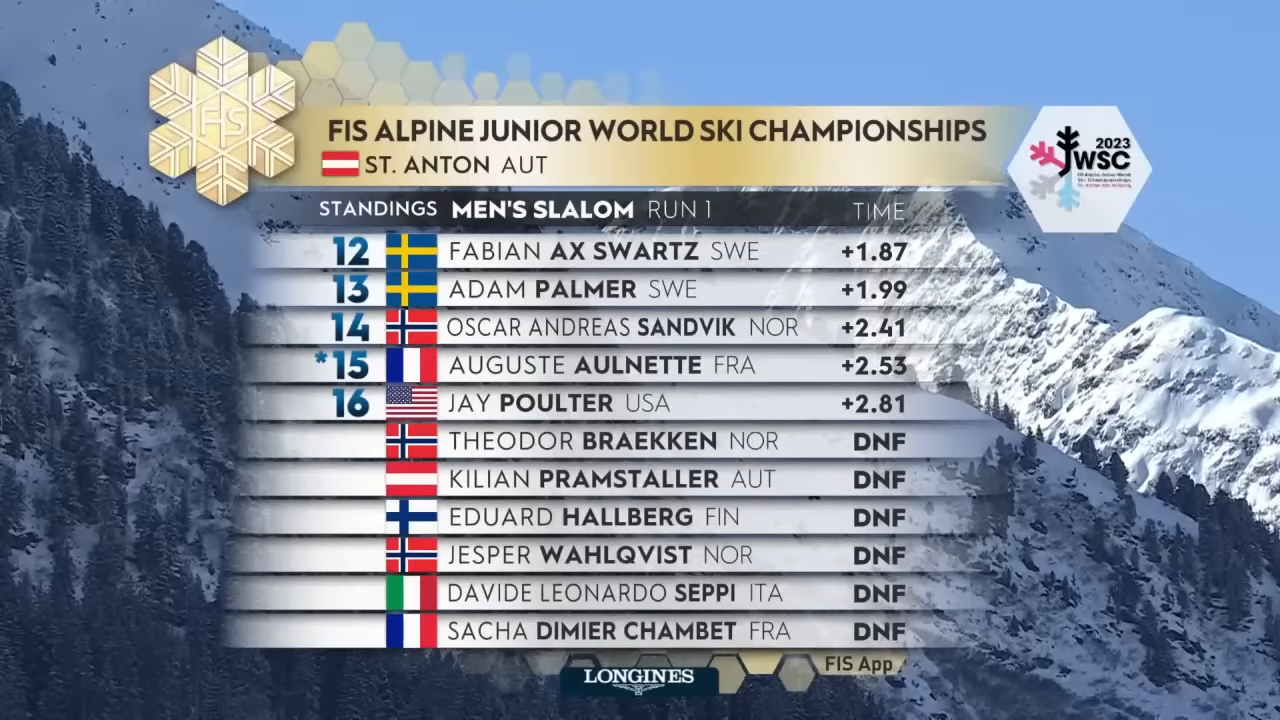 FIS
FIS ALPINE JUNIOR WORLD SKI CHAMPIONSHIPS
ST. ANTON AUT
2023
JWSC
STANDINGS MEN'S SLALOM RUN 1 TIME
12 FABIAN AX SWARTZ SWE +1.87
13 ADAM PALMER SWE +1.99
14 OSCAR ANDREAS SANDVIK NOR +2.41
*15 AUGUSTE AULNETTE FRA +2.53
16 JAY POULTER USA +2.81
THEODOR BRAEKKEN NOR DNF
KILIAN PRAMSTALLER AUT DNF
EDUARD HALLBERG FIN DNF
JESPER WAHLQVIST NOR DNF
DAVIDE LEONARDO SEPPI ITA DNF
SACHA DIMIER CHAMBET FRA DNF
FIS App
LONGINES